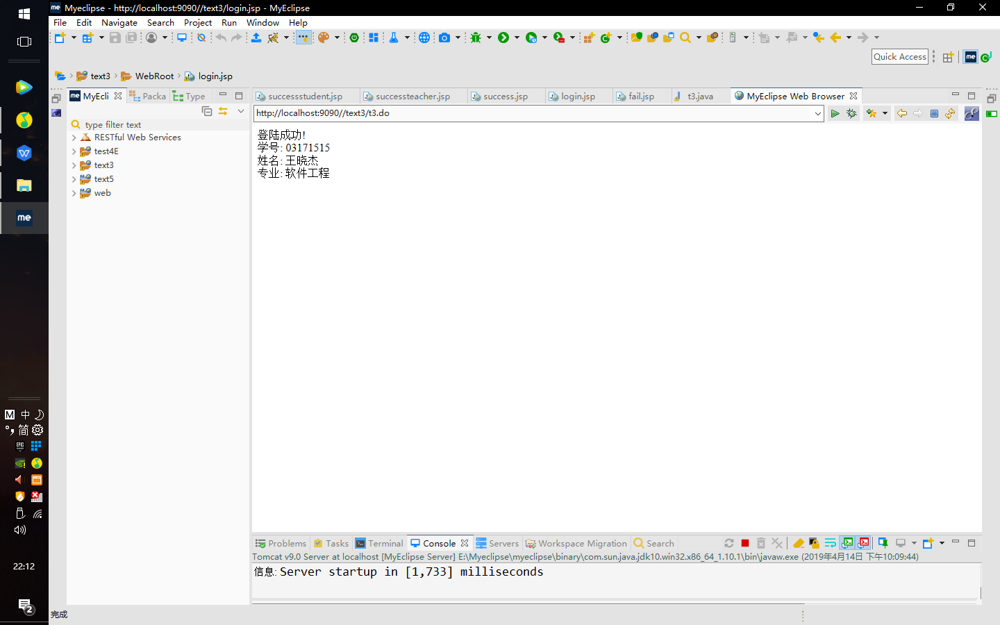 me Myeclipse - http://localhost:9090//text3/login.jsp - MyEclipse
File Edit Navigate Search Project Run Window Help
Quick Access
me
text3 WebRoot login.jsp
MyEcli Packa Type
successstudent.jsp successteacher.jsp success.jsp login.jsp fail.jsp t3.java MyEclipse Web Browser
http://localhost:9090//text3/t3.do
type filter text
RESTful Web Services
test4E
text3
text5
web
登陆成功!
学号: 03171515
姓名: 王晓杰
专业: 软件工程
me
M 中
简
EPIC
22:12
2
Problems Tasks Terminal Console Servers Workspace Migration Search
Tomcat v9.0 Server at localhost [MyEclipse Server] E:\Myeclipse\myeclipse\binary\com.sun.java.jdk10.win32.x86_64_1.10.1\bin\javaw.exe (2019年4月14日 下午10:09:44)
信息: Server startup in [1,733] milliseconds
完成